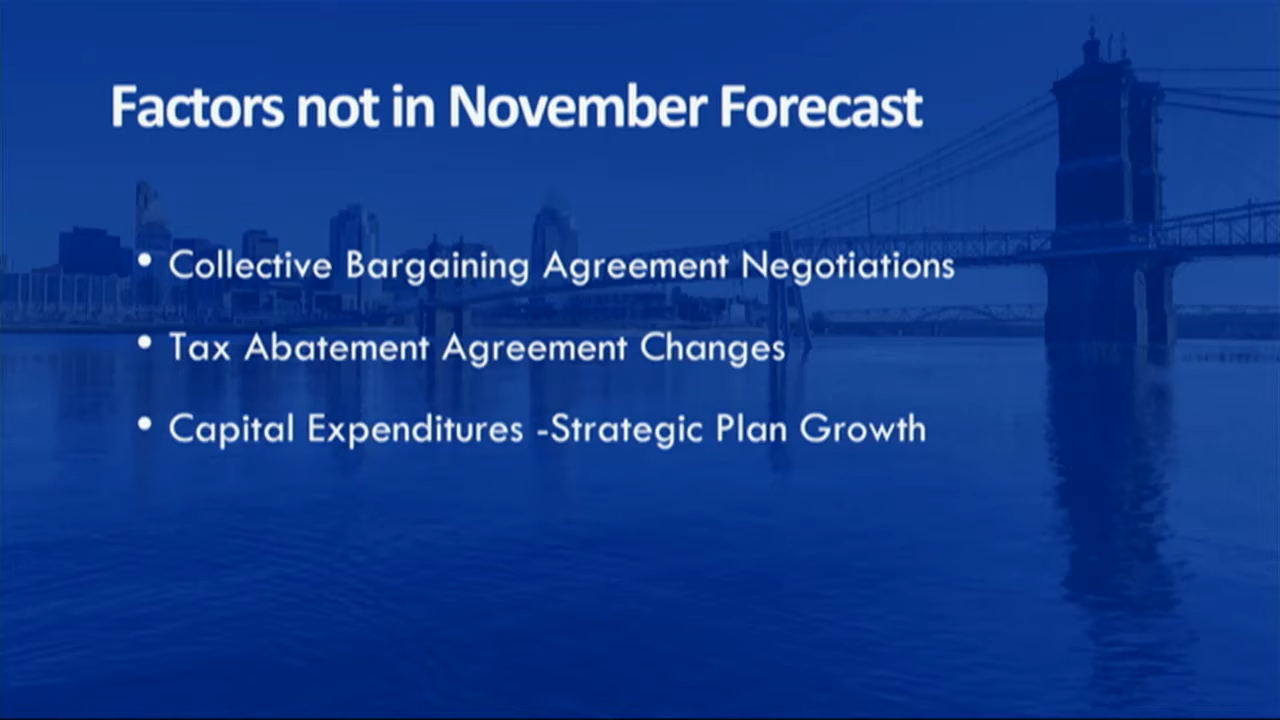 Factors not in November Forecast
• Collective Bargaining Agreement Negotiations
• Tax Abatement Agreement Changes
• Capital Expenditures -Strategic Plan Growth